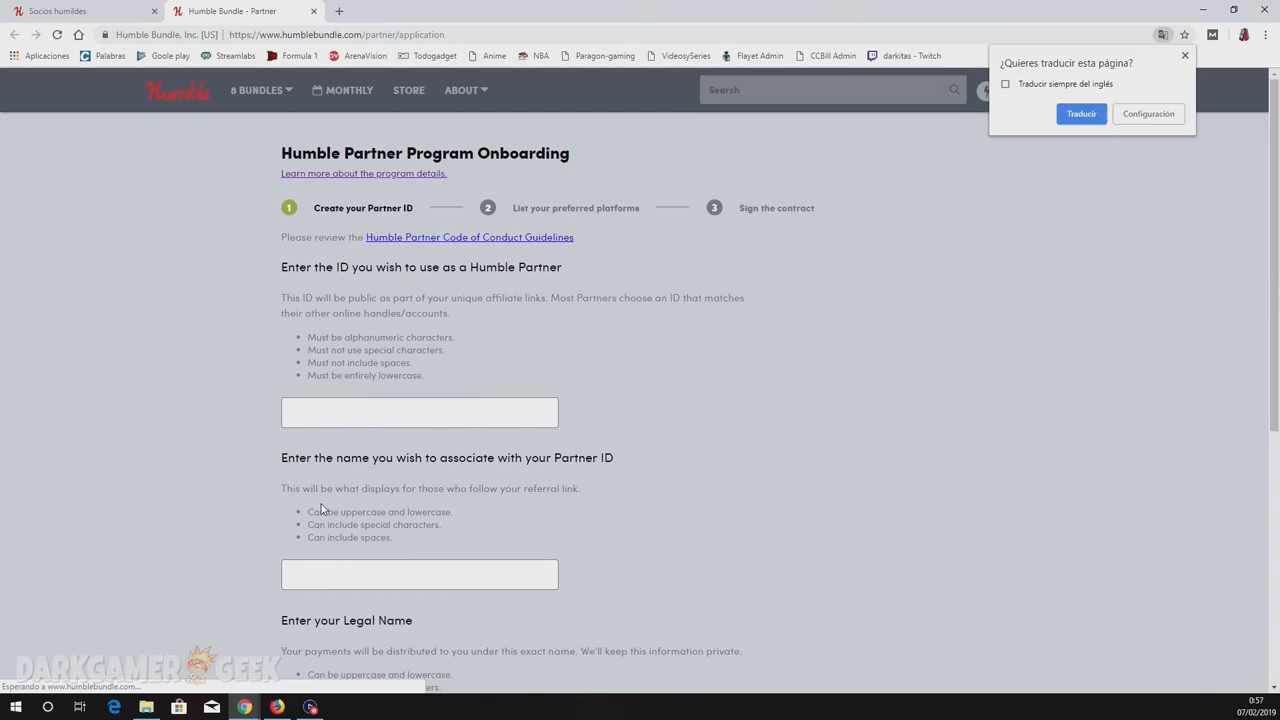 Socios humildes
Humble Bundle - Partner
Humble Bundle, Inc. [US]
https://www.humblebundle.com/partner/application
Aplicaciones
Palabras
Goole play
Streamlabs
Formula 1
ArenaVision
Todogadget
Anime
NBA
Paragon-gaming
VideosySeries
Flayet Admin
CCBill Admin
darkitas - Twitch
¿Quieres traducir esta página?
Traducir siempre del inglés
Traducir
Configuración
Humble
8 BUNDLES
MONTHLY
STORE
ABOUT
Search
Humble Partner Program Onboarding
Learn more about the program details.
1 Create your Partner ID
2 List your preferred platforms
3 Sign the contract
Please review the Humble Partner Code of Conduct Guidelines
Enter the ID you wish to use as a Humble Partner
This ID will be public as part of your unique affiliate links. Most Partners choose an ID that matches
their other online handles/accounts.
Must be alphanumeric characters.
Must not use special characters.
Must not include spaces.
Must be entirely lowercase.
Enter the name you wish to associate with your Partner ID
This will be what displays for those who follow your referral link.
Can be uppercase and lowercase.
Can include special characters.
Can include spaces.
Enter your Legal Name
Your payments will be distributed to you under this exact name. We'll keep this information private.
Can be uppercase and lowercase.
DARKGAMER GEEK
Esperando a www.humblebundle.com...
0:57
07/02/2019